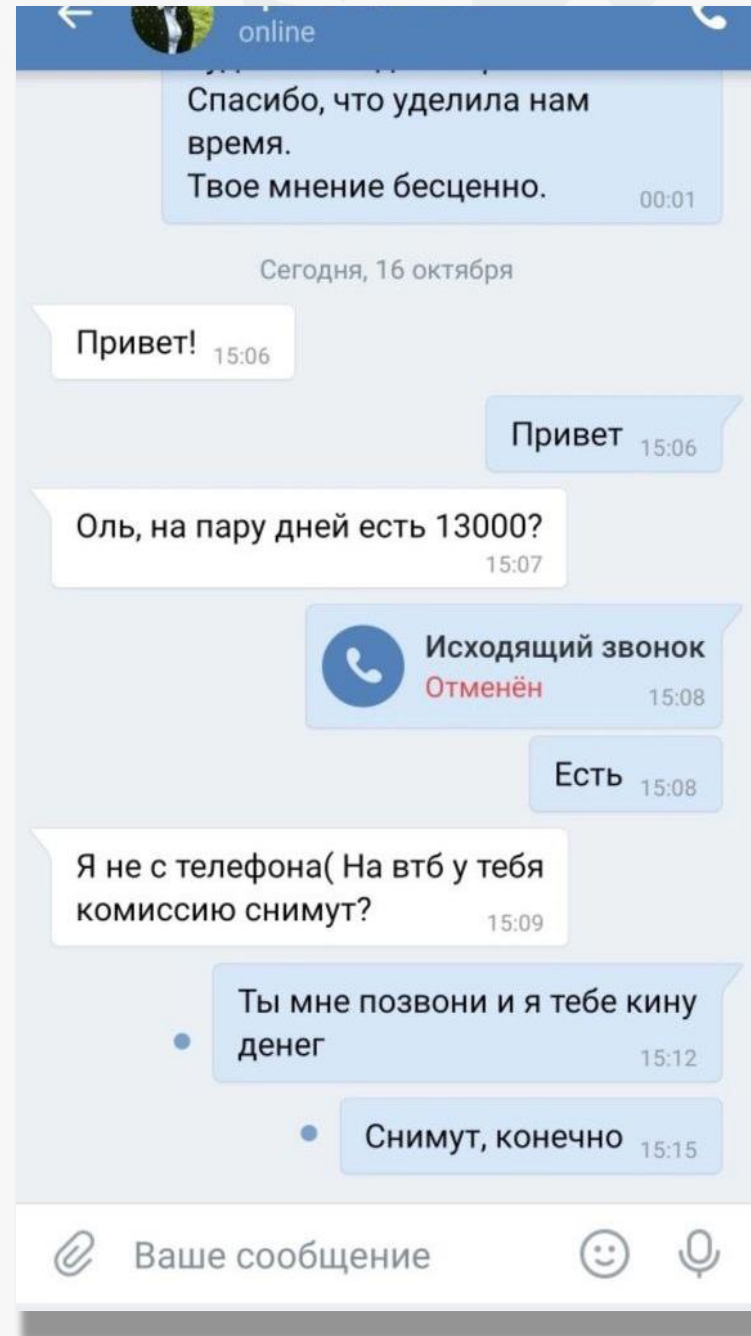 online
Спасибо, что уделила нам
время.
Твое мнение бесценно.
00:01
Сегодня, 16 октября
Привет! 15:06
Привет 15:06
Оль, на пару дней есть 13000?
15:07
Исходящий звонок
Отменён 15:08
Есть 15:08
Я не с телефона( На втб у тебя
комиссию снимут? 15:09
Ты мне позвони и я тебе кину
денег 15:12
Снимут, конечно 15:15
Ваше сообщение